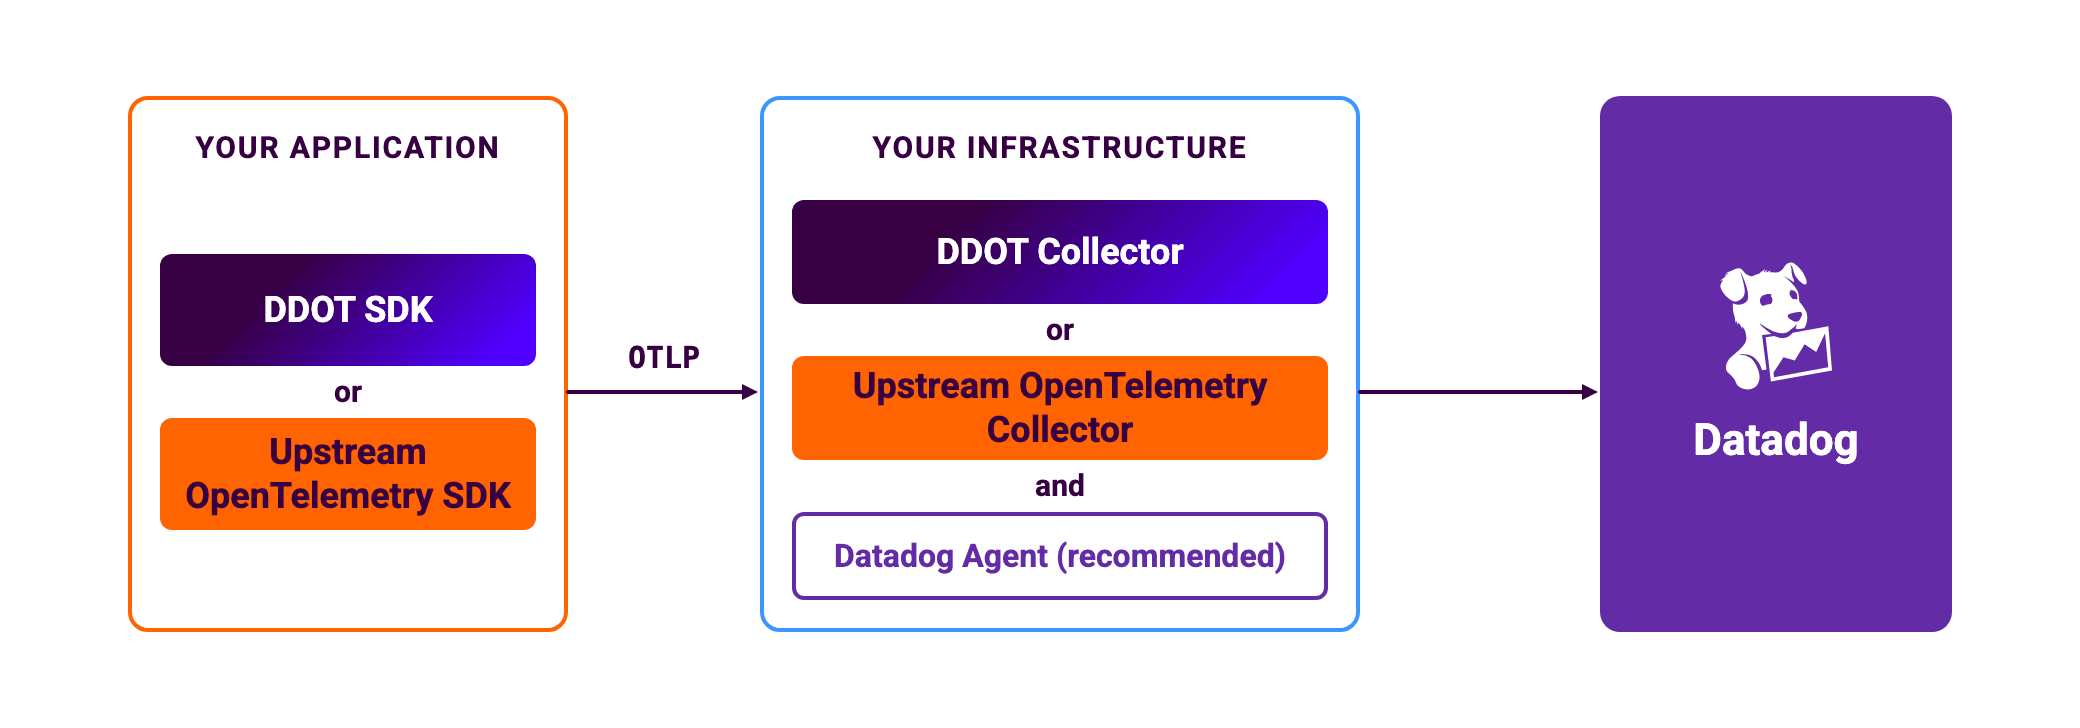 YOUR APPLICATION
DDOT SDK
or
Upstream
OpenTelemetry SDK
OTLP
YOUR INFRASTRUCTURE
DDOT Collector
or
Upstream OpenTelemetry
Collector
and
Datadog Agent (recommended)
Datadog